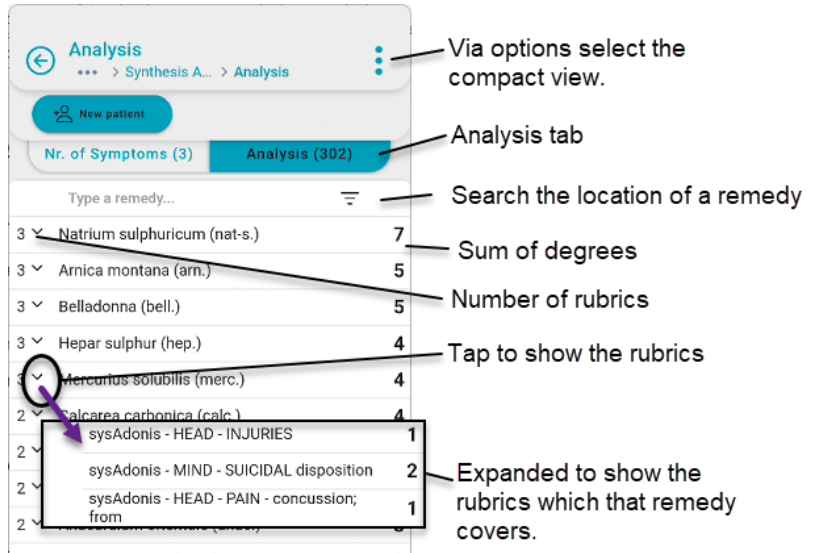 Analysis
••• > Synthesis A... > Analysis
New patient
Nr. of Symptoms (3)
Analysis (302)
Type a remedy...
3 Natrium sulphuricum (nat-s.) 7
3 Arnica montana (arn.) 5
3 Belladonna (bell.) 5
3 Hepar sulphur (hep.) 4
3 Mercurius solubilis (merc.) 4
2 Calcarea carbonica (calc.) 4
2
2
2
sysAdonis - HEAD - INJURIES 1
sysAdonis - MIND - SUICIDAL disposition 2
sysAdonis - HEAD - PAIN - concussion;
from 1
Via options select the
compact view.
Analysis tab
Search the location of a remedy
Sum of degrees
Number of rubrics
Tap to show the rubrics
Expanded to show the
rubrics which that remedy
covers.